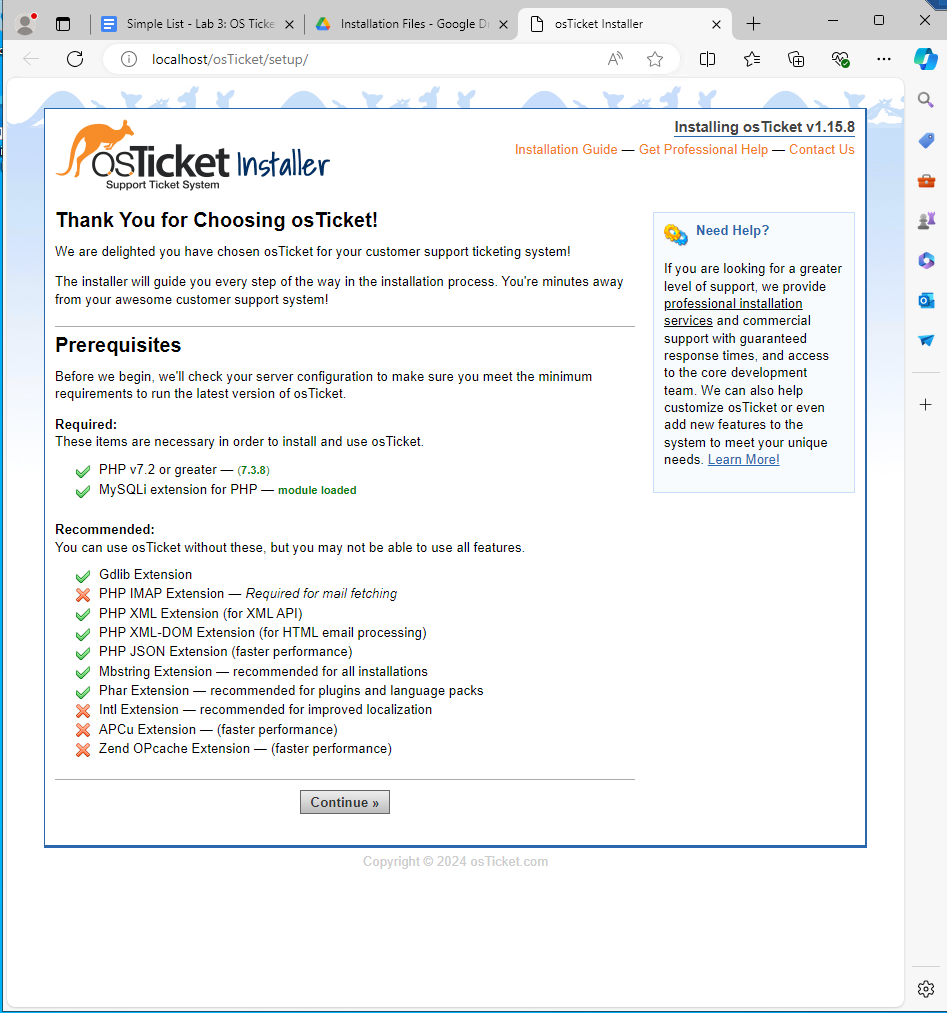 Simple List - Lab 3: OS Ticke
Installation Files - Google D
osTicket Installer
localhost/osTicket/setup/
osTicket Installer
Support Ticket System
Installing osTicket v1.15.8
Installation Guide — Get Professional Help — Contact Us
Thank You for Choosing osTicket!
We are delighted you have chosen osTicket for your customer support ticketing system!
The installer will guide you every step of the way in the installation process. You're minutes away
from your awesome customer support system!
Prerequisites
Before we begin, we'll check your server configuration to make sure you meet the minimum
requirements to run the latest version of osTicket.
Required:
These items are necessary in order to install and use osTicket.
PHP v7.2 or greater — (7.3.8)
MySQLi extension for PHP — module loaded
Recommended:
You can use osTicket without these, but you may not be able to use all features.
Gdlib Extension
PHP IMAP Extension — Required for mail fetching
PHP XML Extension (for XML API)
PHP XML-DOM Extension (for HTML email processing)
PHP JSON Extension (faster performance)
Mbstring Extension — recommended for all installations
Phar Extension — recommended for plugins and language packs
Intl Extension — recommended for improved localization
APCu Extension — (faster performance)
Zend OPcache Extension — (faster performance)
Continue »
Need Help?
If you are looking for a greater
level of support, we provide
professional installation
services and commercial
support with guaranteed
response times, and access
to the core development
team. We can also help
customize osTicket or even
add new features to the
system to meet your unique
needs. Learn More!
Copyright © 2024 osTicket.com